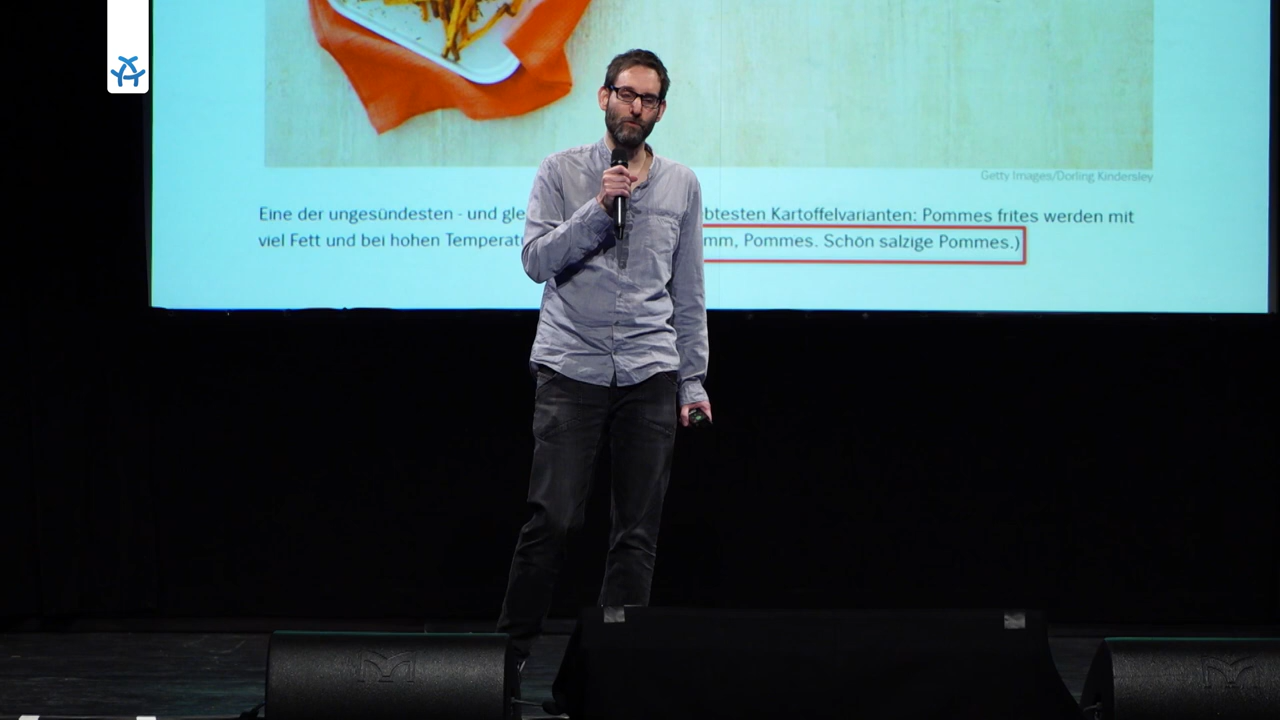 Getty Images/Dorling Kindersley
Eine der ungesündesten - und gle btesten Kartoffelvarianten: Pommes frites werden mit
viel Fett und bei hohen Temperatu mm, Pommes. Schön salzige Pommes.)